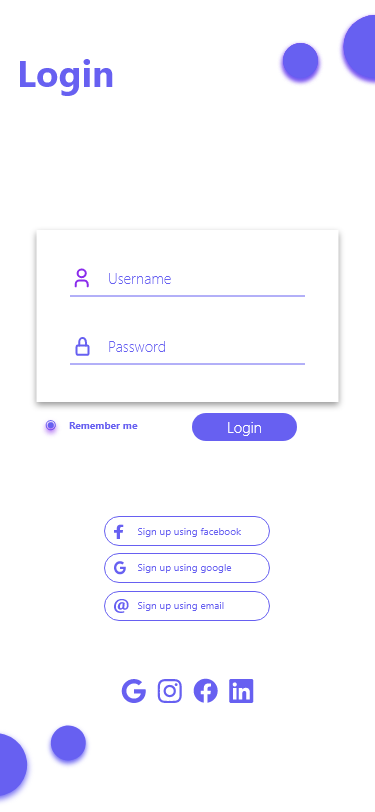 Login
Username
Password
Remember me
Login
Sign up using facebook
Sign up using google
Sign up using email